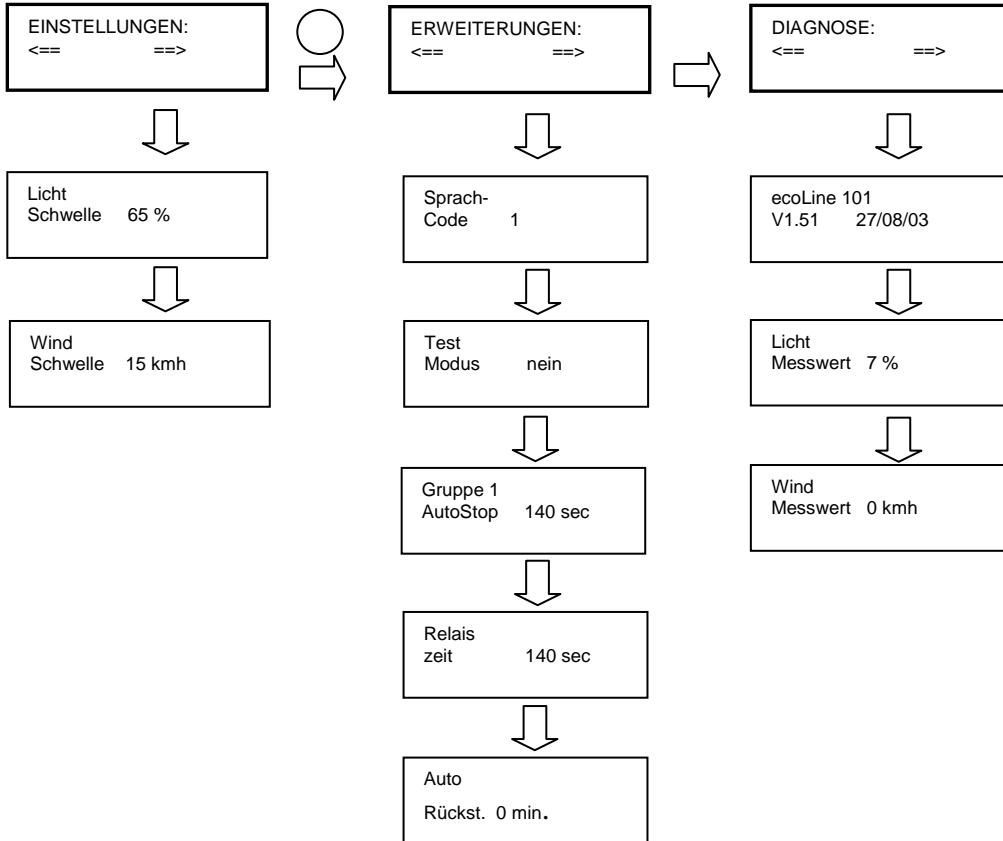 EINSTELLUNGEN:
<== ==>
Licht
Schwelle 65 %
Wind
Schwelle 15 kmh
ERWEITERUNGEN:
<== ==>
Sprach-
Code 1
Test
Modus nein
Gruppe 1
AutoStop 140 sec
Relais
zeit 140 sec
Auto
Rückst. 0 min.
DIAGNOSE:
<== ==>
ecoLine 101
V1.51 27/08/03
Licht
Messwert 7 %
Wind
Messwert 0 kmh